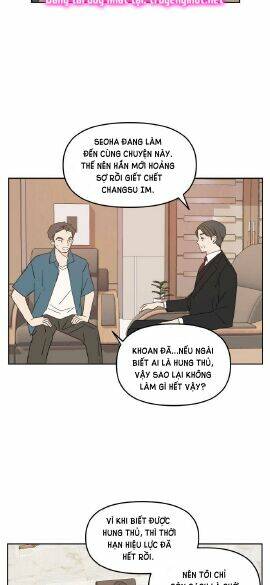 SEOHA ĐANG LÀM
ĐẾN CÙNG CHUYỆN NÀY.
THẾ NÊN HẮN MỚI HOẢNG
SỢ RỒI GIẾT CHẾT
CHANGSU IM.
KHOAN ĐÃ...NẾU NGÀI
BIẾT AI LÀ HUNG THỦ,
VẬY SAO LẠI KHÔNG
LÀM GÌ HẾT VẬY?
VÌ KHI BIẾT ĐƯỢC
HUNG THỦ, THÌ THỜI
HẠN HIỆU LỰC ĐÃ
HẾT RỒI.
NÊN TÔI CHỈ